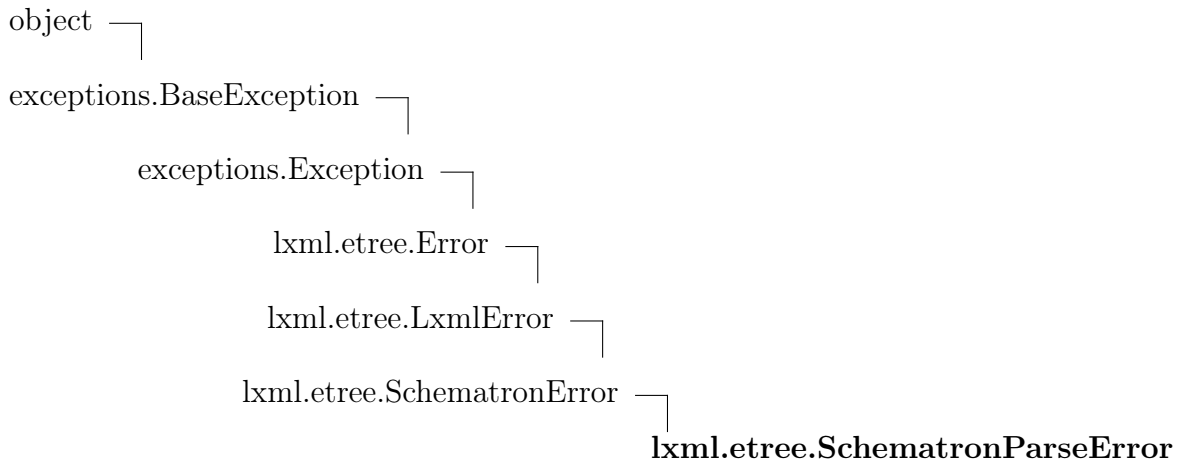 object
exceptions.BaseException
exceptions.Exception
lxml.etree.Error
lxml.etree.LxmlError
lxml.etree.SchematronError
lxml.etree.SchematronParseError